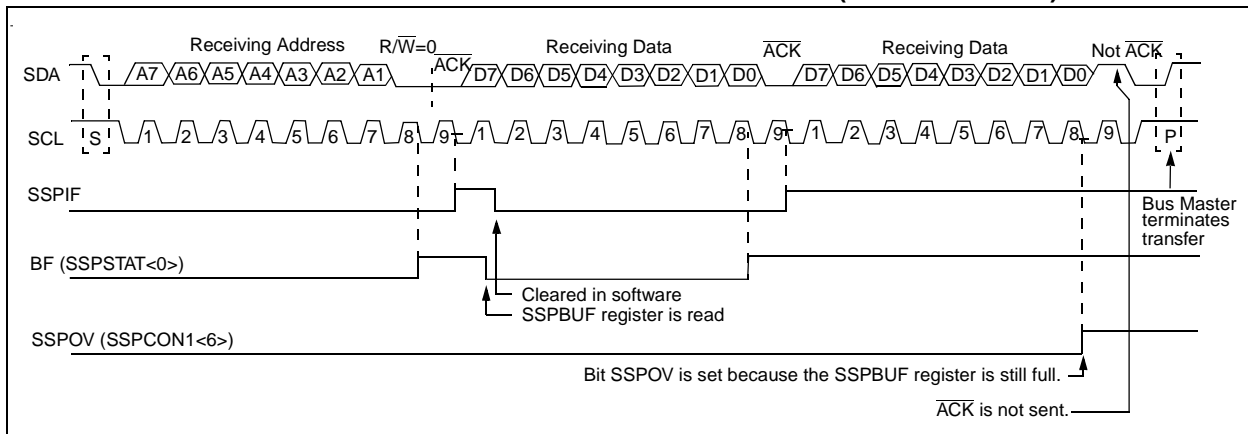 Receiving Address R/W=0 ACK Receiving Data ACK Receiving Data Not ACK
SDA A7 A6 A5 A4 A3 A2 A1 D7 D6 D5 D4 D3 D2 D1 D0 D7 D6 D5 D4 D3 D2 D1 D0
SCL S 1 2 3 4 5 6 7 8 9 1 2 3 4 5 6 7 8 9 1 2 3 4 5 6 7 8 9 P
SSPIF
Bus Master
terminates
transfer
BF (SSPSTAT<0>)
Cleared in software
SSPBUF register is read
SSPOV (SSPCON1<6>)
Bit SSPOV is set because the SSPBUF register is still full.
ACK is not sent.